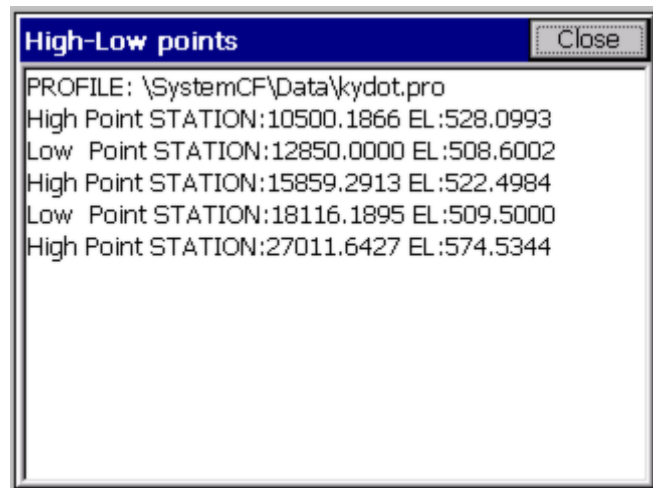 High-Low points
Close
PROFILE: \SystemCF\Data\kydot.pro
High Point STATION:10500.1866 EL:528.0993
Low  Point STATION:12850.0000 EL:508.6002
High Point STATION:15859.2913 EL:522.4984
Low  Point STATION:18116.1895 EL:509.5000
High Point STATION:27011.6427 EL:574.5344